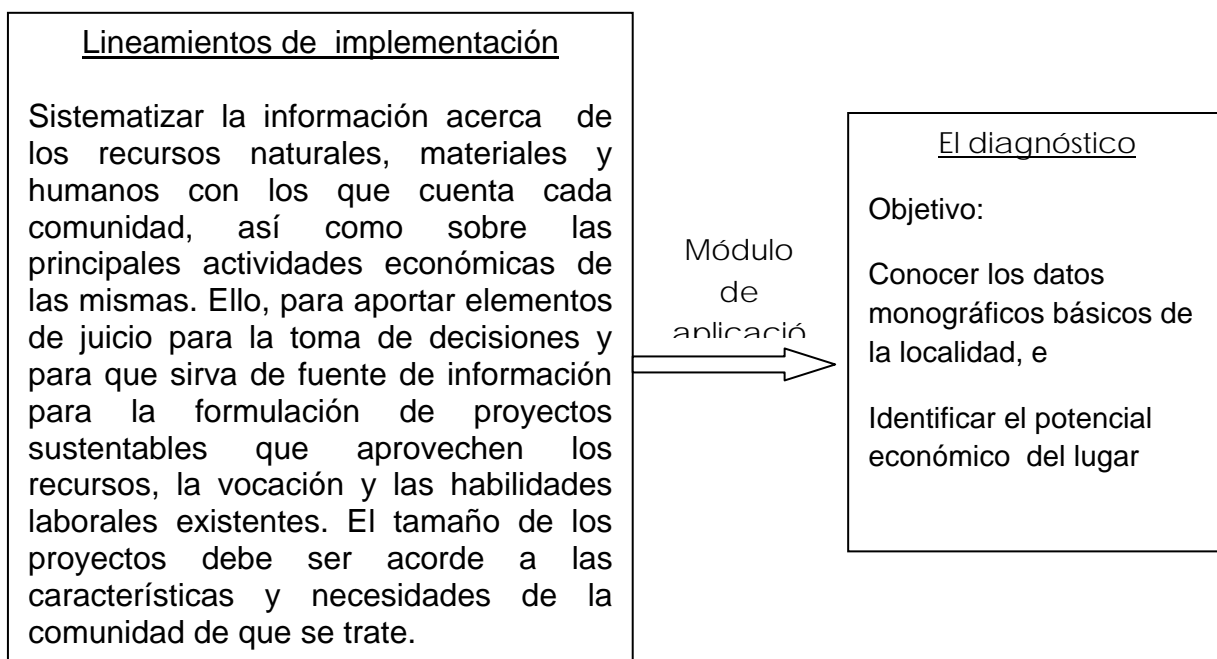 Lineamientos de implementación
Sistematizar la información acerca de
los recursos naturales, materiales y
humanos con los que cuenta cada
comunidad, así como sobre las
principales actividades económicas de
las mismas. Ello, para aportar elementos
de juicio para la toma de decisiones y
para que sirva de fuente de información
para la formulación de proyectos
sustentables que aprovechen los
recursos, la vocación y las habilidades
laborales existentes. El tamaño de los
proyectos debe ser acorde a las
características y necesidades de la
comunidad de que se trate.
Módulo
de
aplicació
El diagnóstico
Objetivo:
Conocer los datos
monográficos básicos de
la localidad, e
Identificar el potencial
económico del lugar